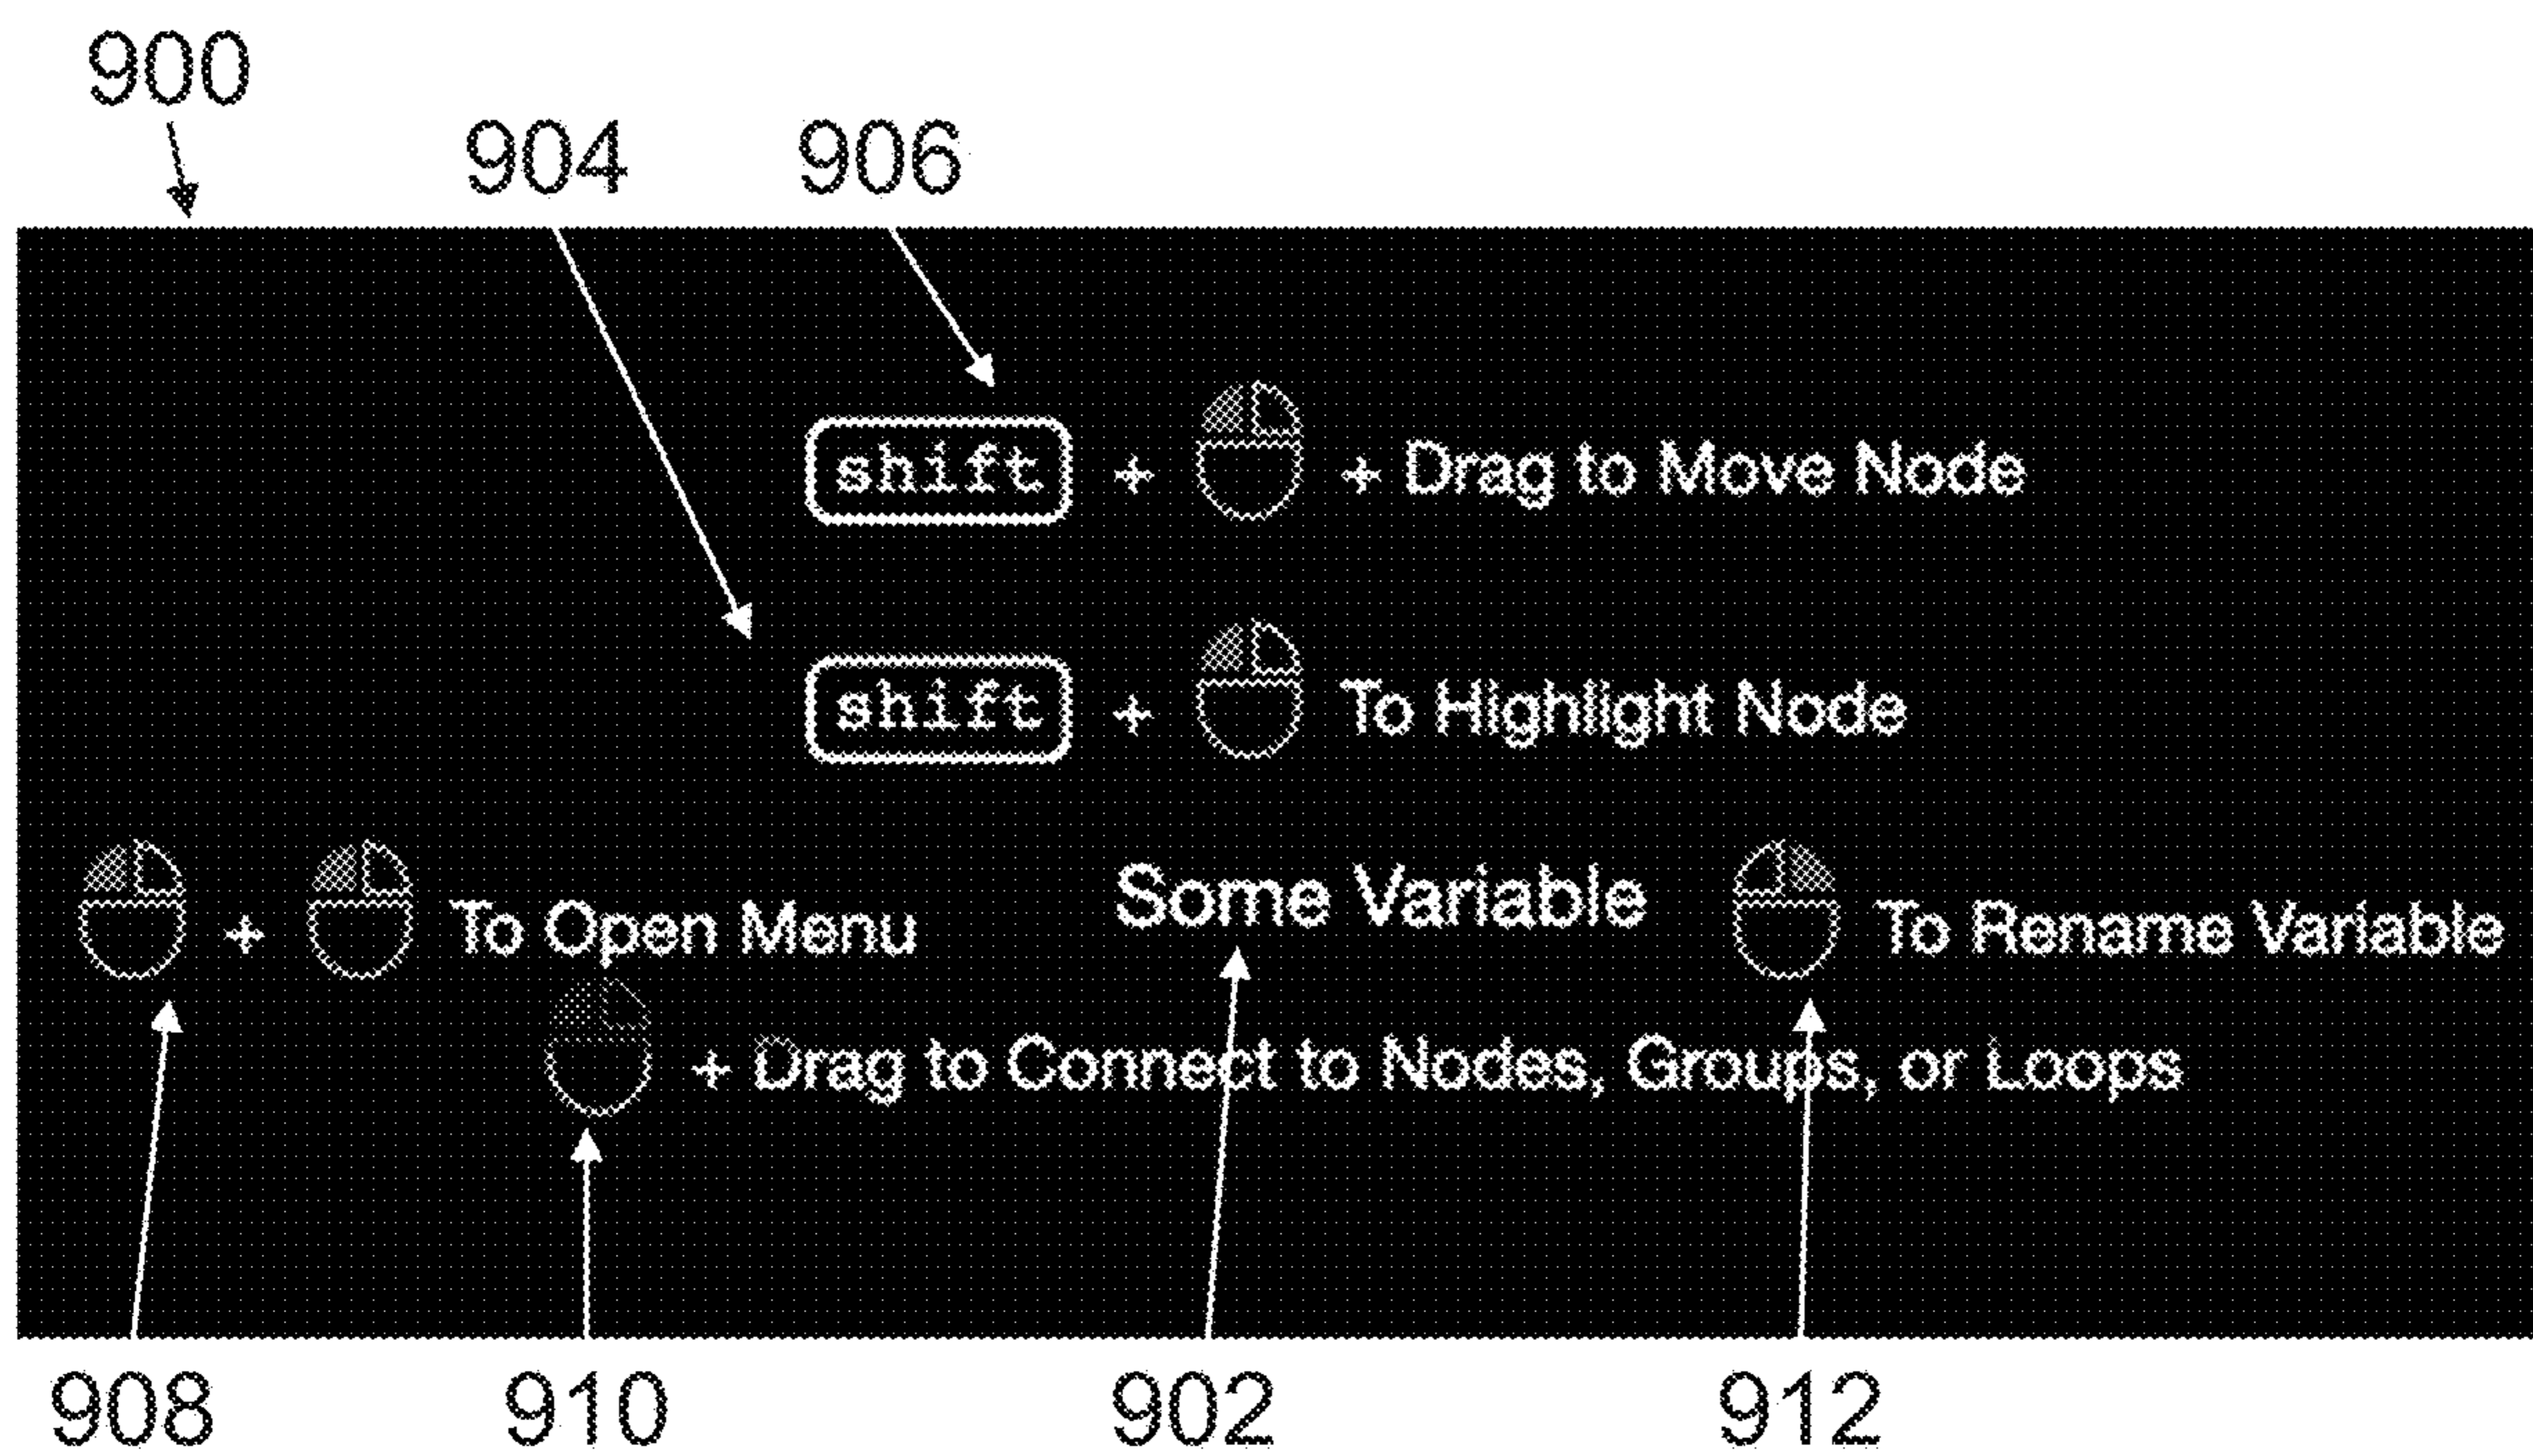 900
904 906
shift + + Drag to Move Node
shift + To Highlight Node
+ To Open Menu
Some Variable
To Rename Variable
+ Drag to Connect to Nodes, Groups, or Loops
908 910 902 912